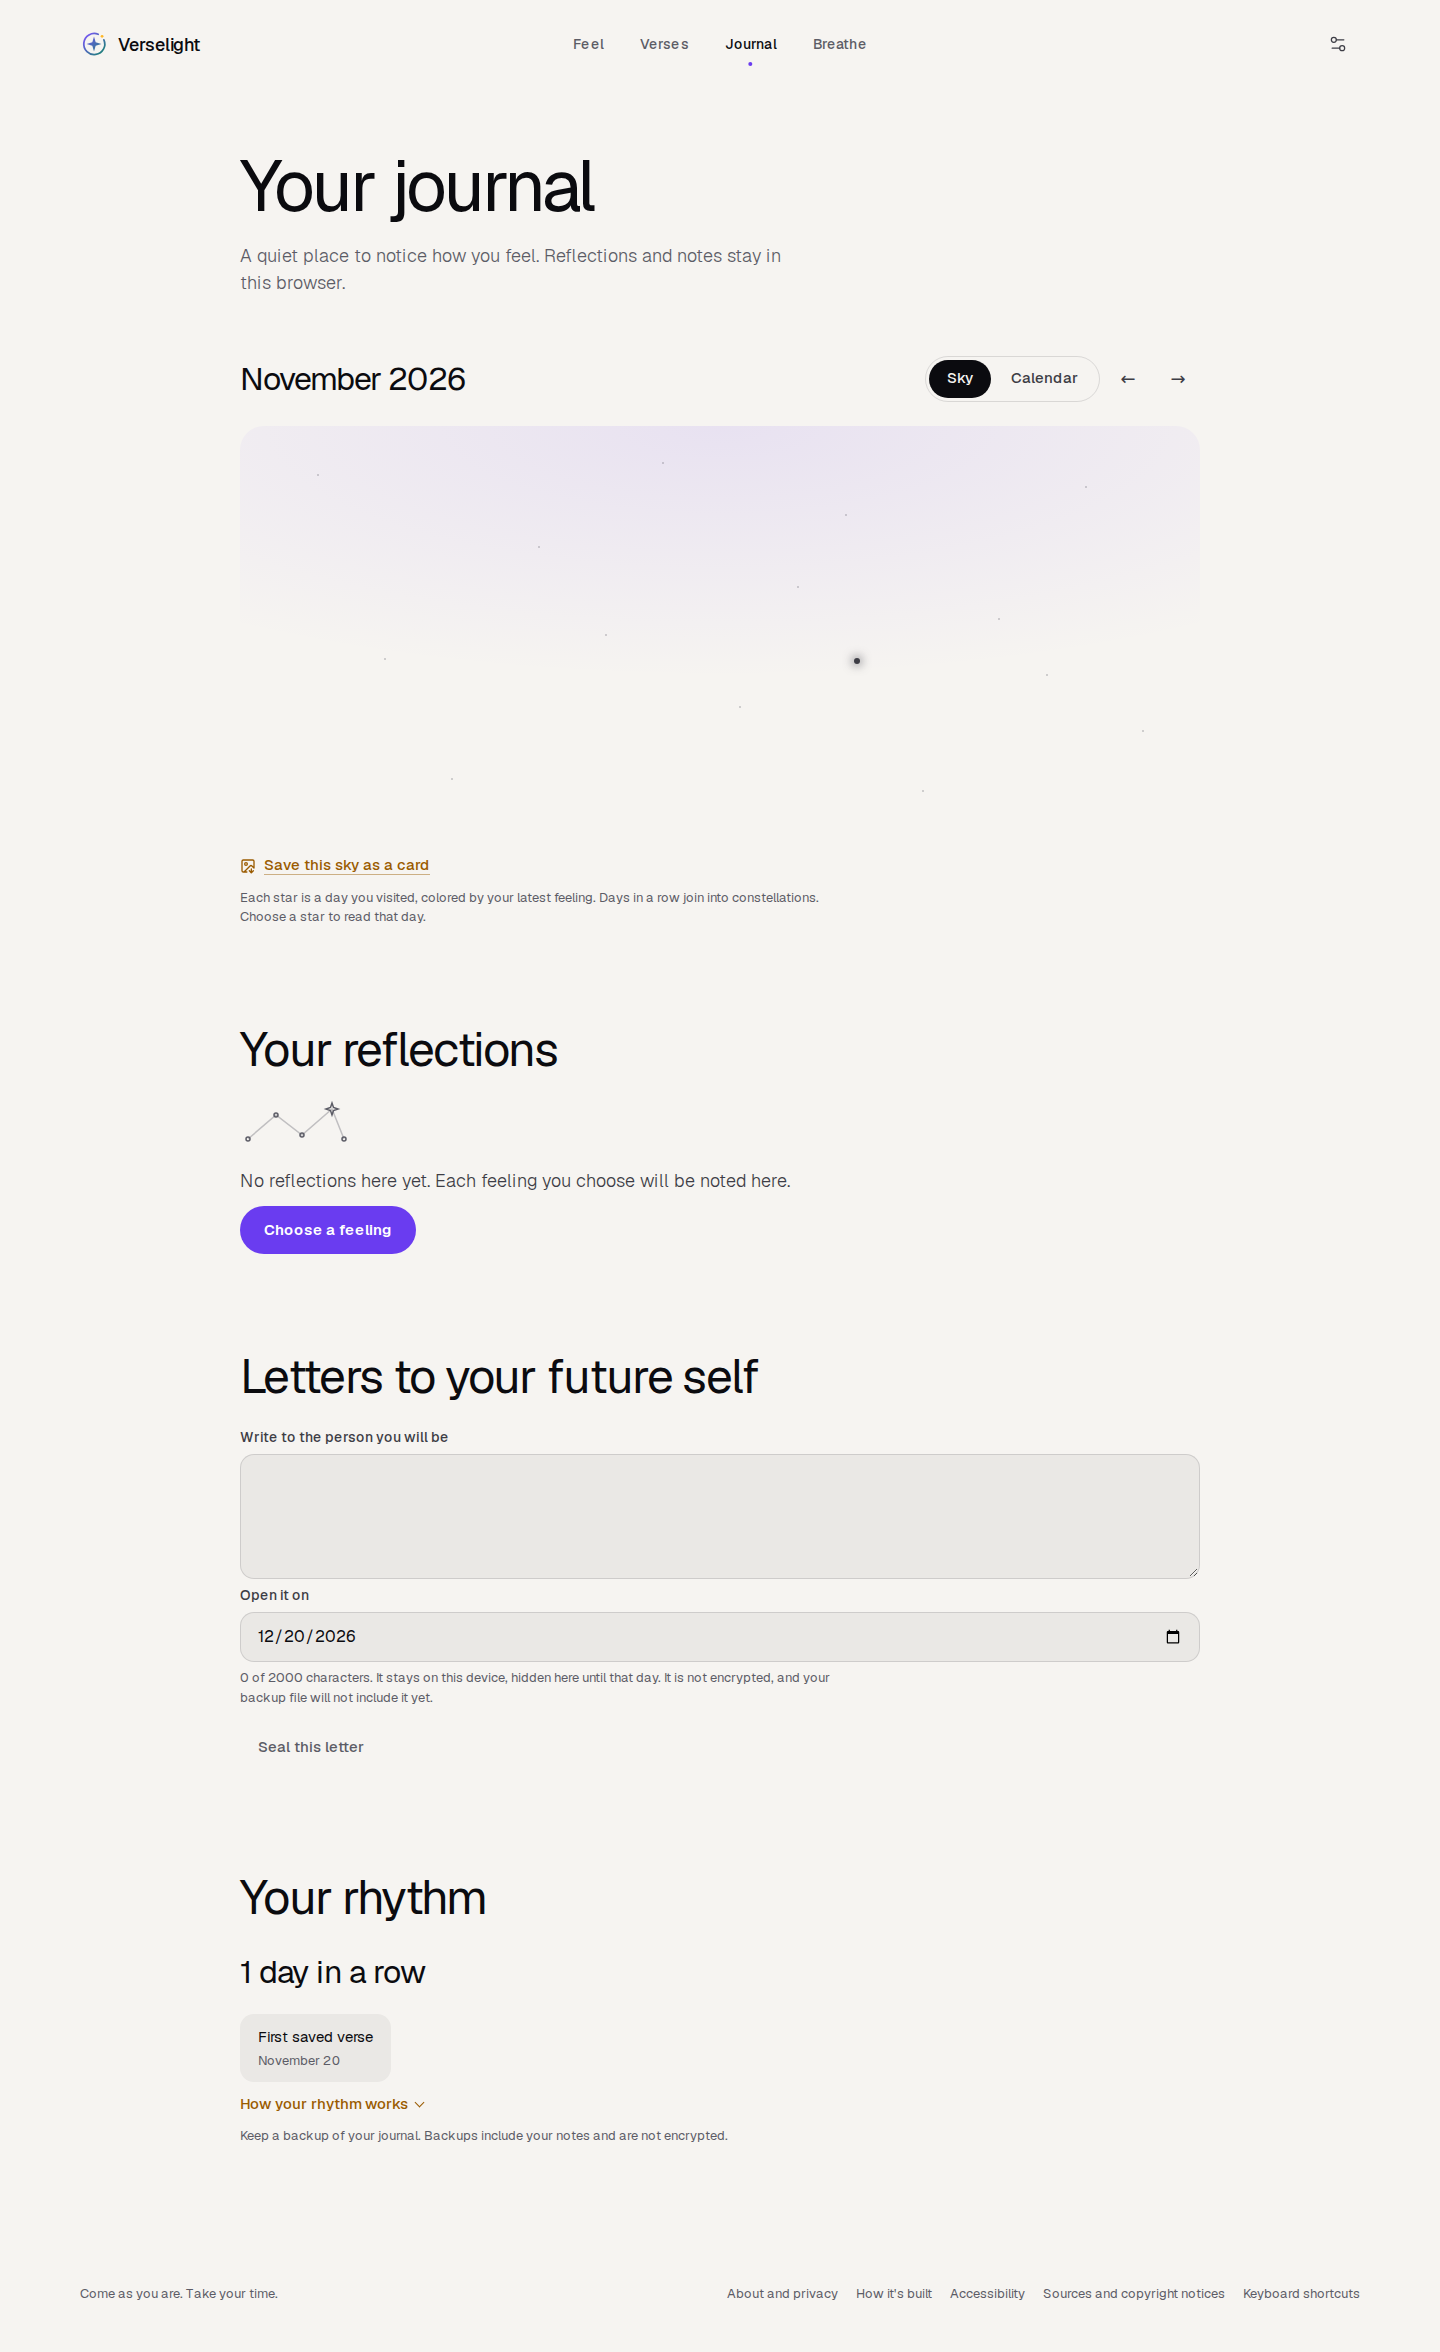 Verselight
Feel
Verses
Journal
Breathe
Your journal
A quiet place to notice how you feel. Reflections and notes stay in
this browser.
November 2026
Sky
Calendar
←
→
Save this sky as a card
Each star is a day you visited, colored by your latest feeling. Days in a row join into constellations.
Choose a star to read that day.
Your reflections
No reflections here yet. Each feeling you choose will be noted here.
Choose a feeling
Letters to your future self
Write to the person you will be
Open it on
12/20/2026
0 of 2000 characters. It stays on this device, hidden here until that day. It is not encrypted, and your
backup file will not include it yet.
Seal this letter
Your rhythm
1 day in a row
First saved verse
November 20
How your rhythm works
Keep a backup of your journal. Backups include your notes and are not encrypted.
Come as you are. Take your time.
About and privacy
How it's built
Accessibility
Sources and copyright notices
Keyboard shortcuts